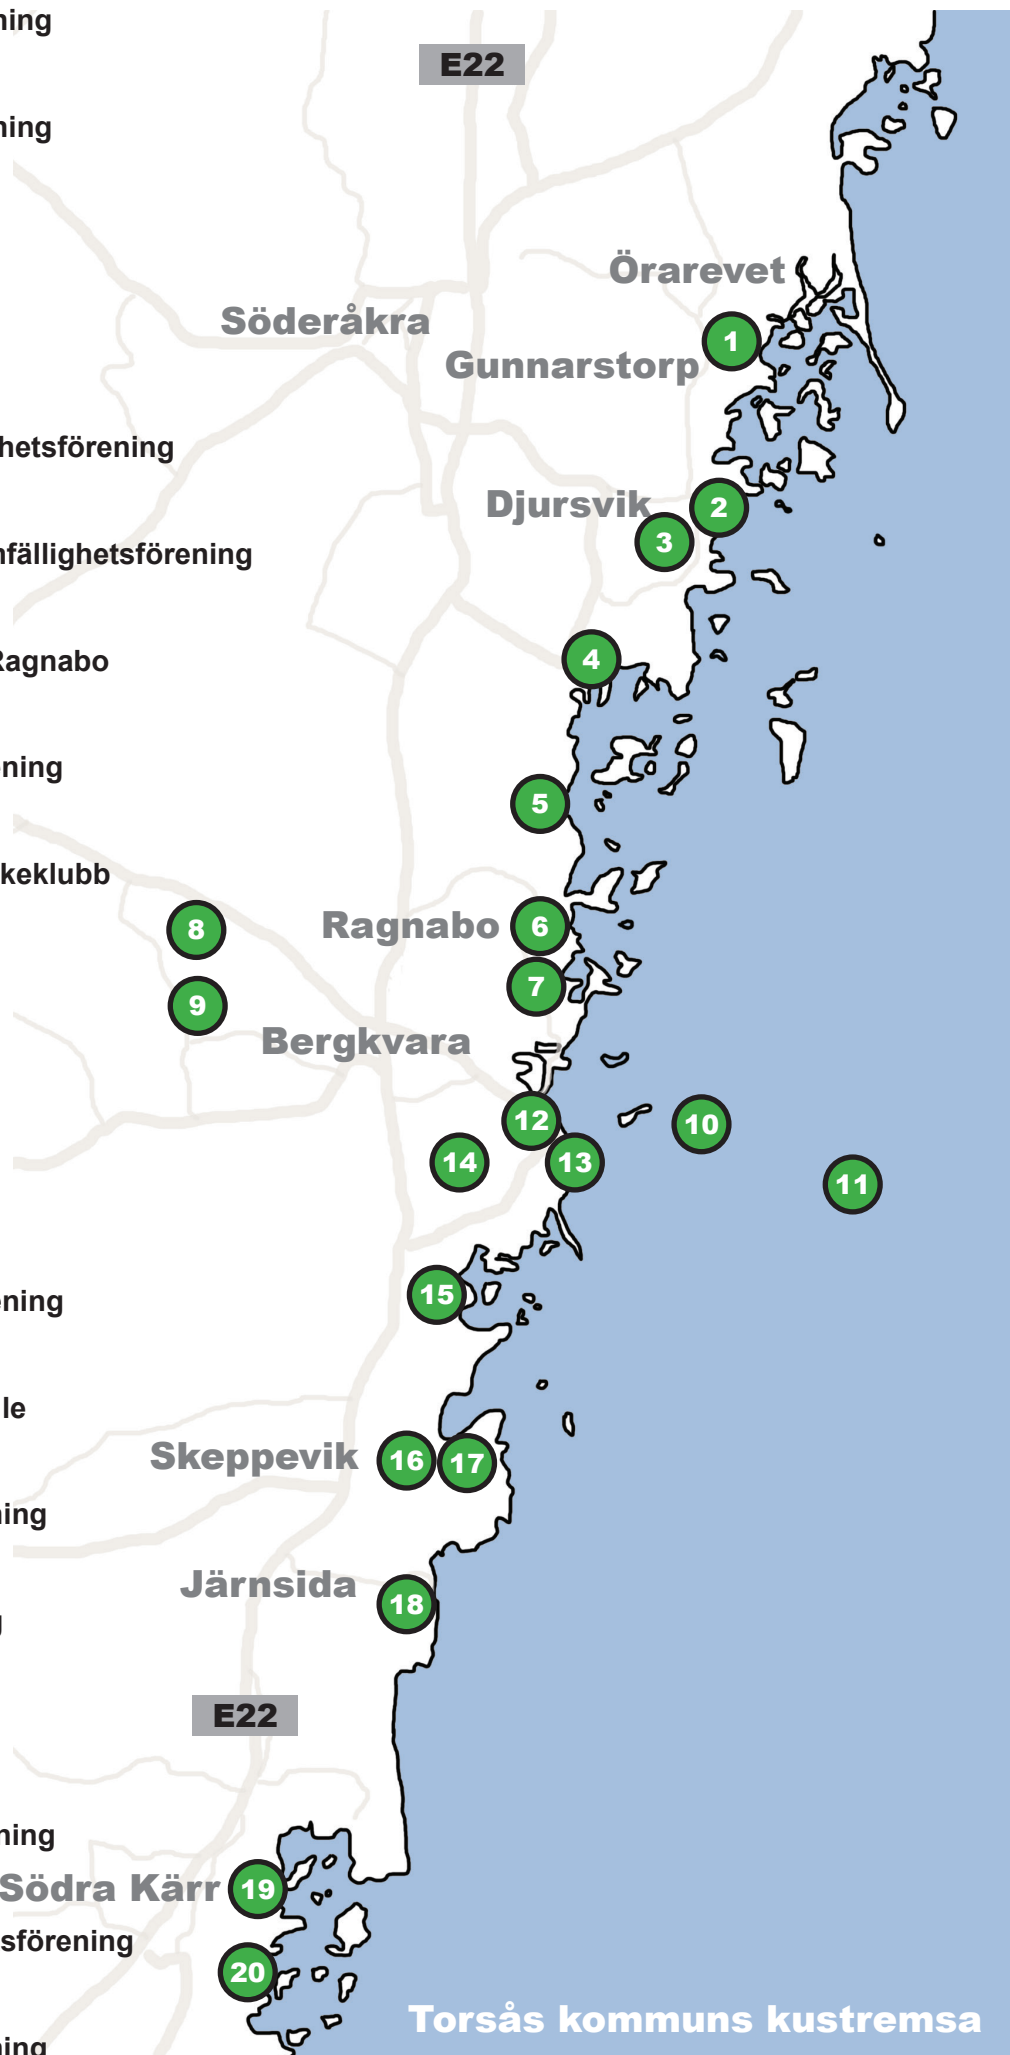 ning
E22
ning
Örarevet
Söderåkra
1
Gunnarstorp
hetsförening
Djursvik
2
3
nfällighetsförening
4
Ragnabo
ning
5
keklubb
8
Ragnabo
6
7
9
Bergkvara
12
10
14
13
11
15
ening
le
Skeppevik
16
17
ning
Järnsida
18
g
E22
ning
Södra Kärr
19
sförening
20
Torsås kommuns kustremsa
ning